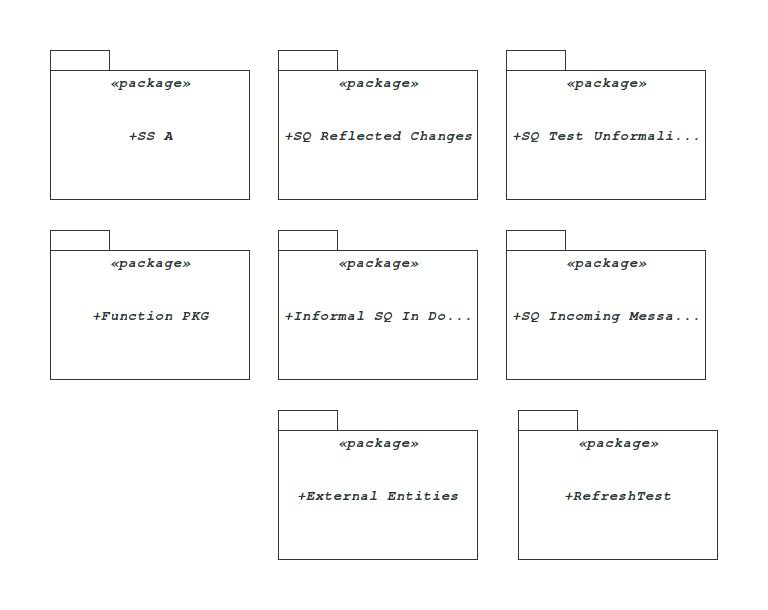 «package»
+SS A
«package»
+SQ Reflected Changes
«package»
+SQ Test Unformali...
«package»
+Function PKG
«package»
+Informal SQ In Do...
«package»
+SQ Incoming Messa...
«package»
+External Entities
«package»
+RefreshTest